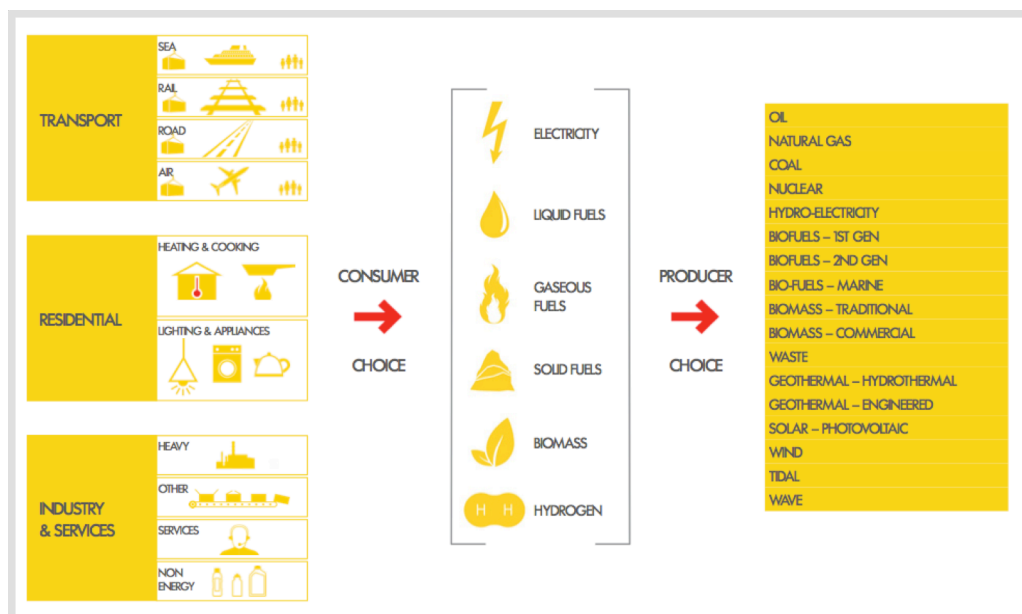 TRANSPORT
SEA
RAIL
ROAD
AIR
RESIDENTIAL
HEATING & COOKING
LIGHTING & APPLIANCES
INDUSTRY
& SERVICES
HEAVY
OTHER
SERVICES
NON
ENERGY
CONSUMER
CHOICE
ELECTRICITY
LIQUID FUELS
GASEOUS
FUELS
SOLID FUELS
BIOMASS
H H
HYDROGEN
PRODUCER
CHOICE
OIL
NATURAL GAS
COAL
NUCLEAR
HYDRO-ELECTRICITY
BIOFUELS – 1ST GEN
BIOFUELS – 2ND GEN
BIO-FUELS – MARINE
BIOMASS – TRADITIONAL
BIOMASS – COMMERCIAL
WASTE
GEOTHERMAL – HYDROTHERMAL
GEOTHERMAL – ENGINEERED
SOLAR – PHOTOVOLTAIC
WIND
TIDAL
WAVE